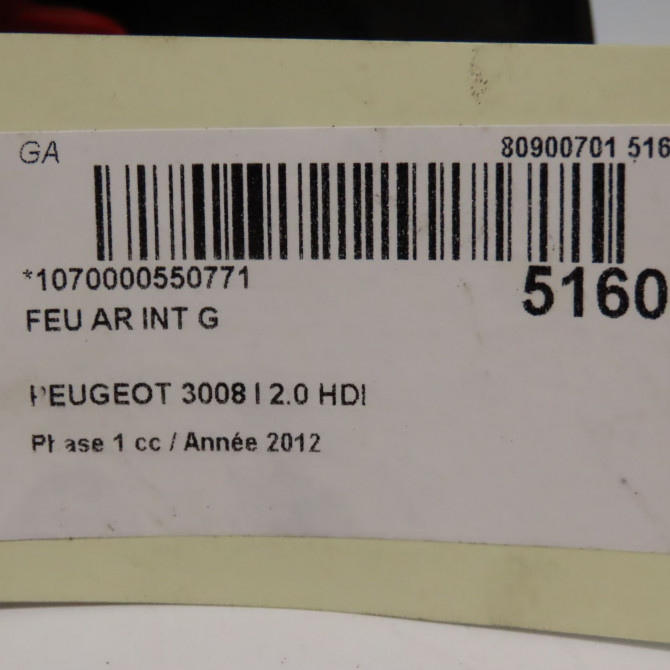 GA 80900701 516
*1070000550771 5160
FEU AR INT G
PEUGEOT 3008 I 2.0 HDI
Phase 1 cc / Année 2012